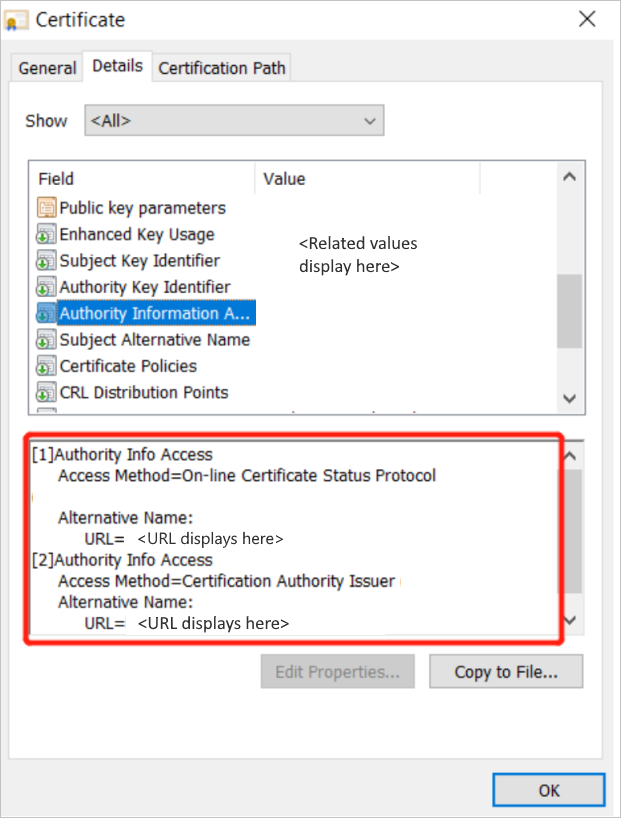 Certificate
General Details Certification Path
Show <All>
Field Value
Public key parameters
Enhanced Key Usage
<Related values
display here>
Subject Key Identifier
Authority Key Identifier
Authority Information A...
Subject Alternative Name
Certificate Policies
CRL Distribution Points
[1]Authority Info Access
Access Method=On-line Certificate Status Protocol
Alternative Name:
URL= <URL displays here>
[2]Authority Info Access
Access Method=Certification Authority Issuer
Alternative Name:
URL= <URL displays here>
Edit Properties... Copy to File...
OK